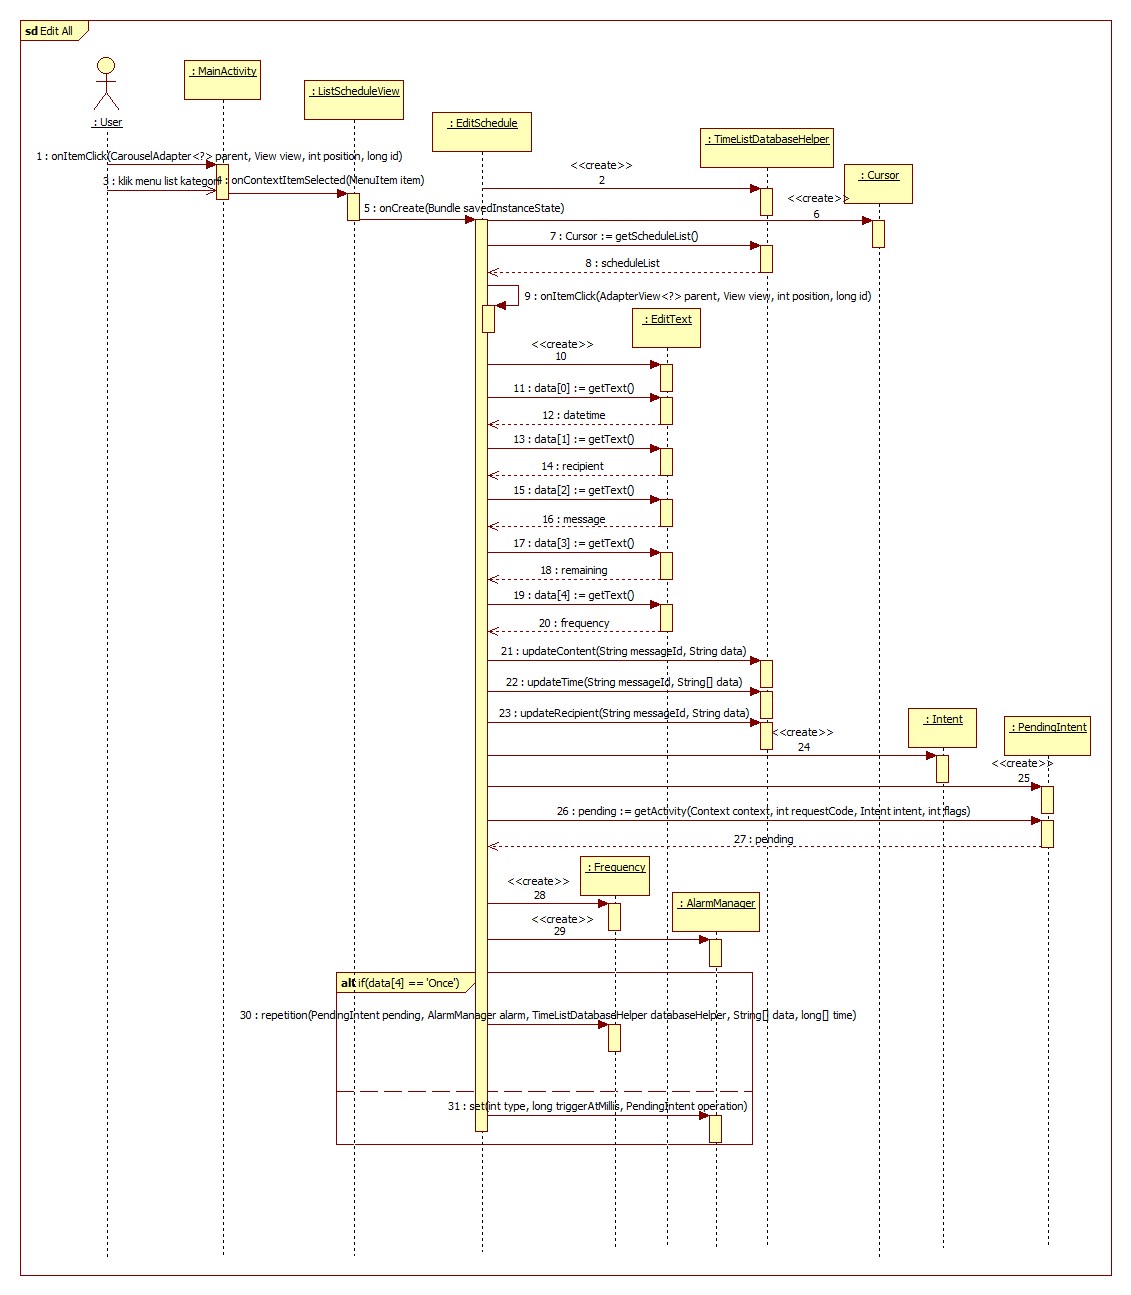 sd Edit All
: User
: MainActivity
: ListScheduleView
: EditSchedule
: TimeListDatabaseHelper
: Cursor
1 : onItemClick(CarouselAdapter<?> parent, View view, int position, long id)
<<create>>
2
3 : klik menu list kategori
4 : onContextItemSelected(MenuItem item)
5 : onCreate(Bundle savedInstanceState)
<<create>>
6
7 : Cursor := getScheduleList()
8 : scheduleList
9 : onItemClick(AdapterView<?> parent, View view, int position, long id)
: EditText
<<create>>
10
11 : data[0] := getText()
12 : datetime
13 : data[1] := getText()
14 : recipient
15 : data[2] := getText()
16 : message
17 : data[3] := getText()
18 : remaining
19 : data[4] := getText()
20 : frequency
21 : updateContent(String messageId, String data)
22 : updateTime(String messageId, String[] data)
23 : updateRecipient(String messageId, String data)
: Intent
: PendingIntent
<<create>>
24
<<create>>
25
26 : pending := getActivity(Context context, int requestCode, Intent intent, int flags)
27 : pending
: Frequency
<<create>>
28
: AlarmManager
<<create>>
29
alt if(data[4] == 'Once')
30 : repetition(PendingIntent pending, AlarmManager alarm, TimeListDatabaseHelper databaseHelper, String[] data, long[] time)
31 : set(int type, long triggerAtMillis, PendingIntent operation)